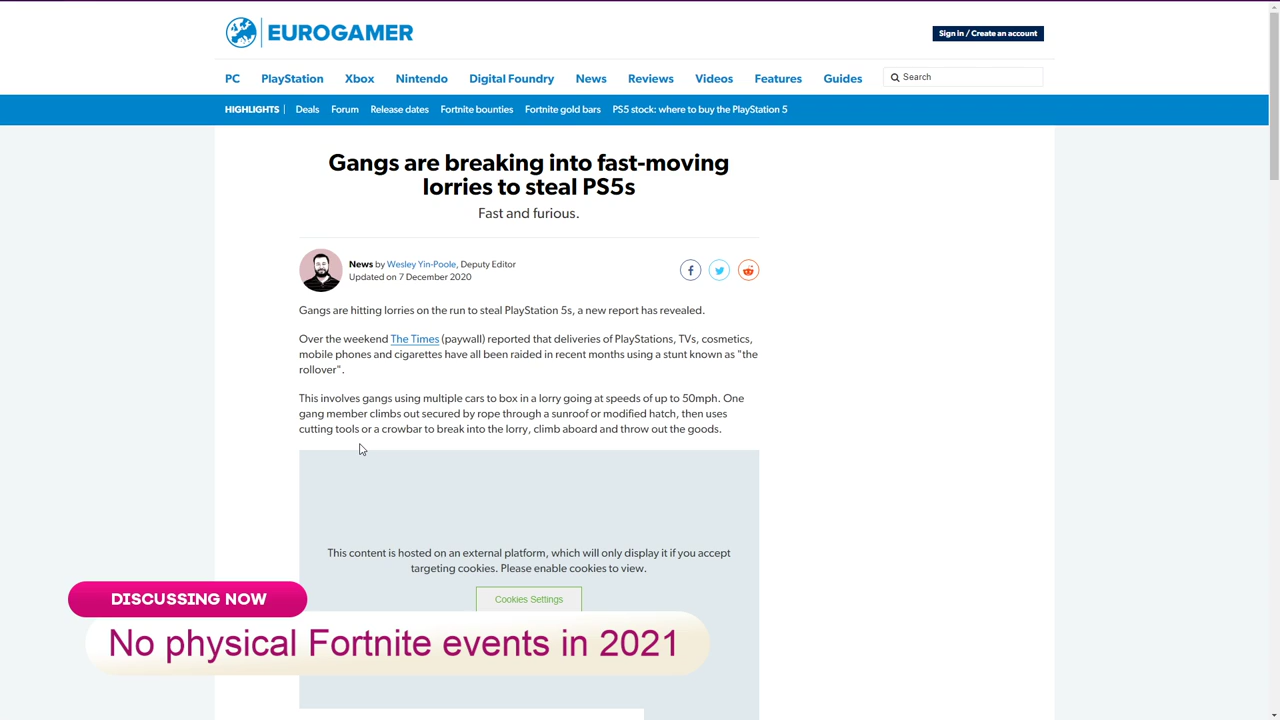 EUROGAMER
Sign in / Create an account
PC PlayStation Xbox Nintendo Digital Foundry News Reviews Videos Features Guides Search
HIGHLIGHTS Deals Forum Release dates Fortnite bounties Fortnite gold bars PS5 stock: where to buy the PlayStation 5
Gangs are breaking into fast-moving
lorries to steal PS5s
Fast and furious.
News by Wesley Yin-Poole, Deputy Editor
Updated on 7 December 2020
Gangs are hitting lorries on the run to steal PlayStation 5s, a new report has revealed.
Over the weekend The Times (paywall) reported that deliveries of PlayStations, TVs, cosmetics,
mobile phones and cigarettes have all been raided in recent months using a stunt known as "the
rollover".
This involves gangs using multiple cars to box in a lorry going at speeds of up to 50mph. One
gang member climbs out secured by rope through a sunroof or modified hatch, then uses
cutting tools or a crowbar to break into the lorry, climb aboard and throw out the goods.
This content is hosted on an external platform, which will only display it if you accept
targeting cookies. Please enable cookies to view.
Cookies Settings
DISCUSSING NOW
No physical Fortnite events in 2021